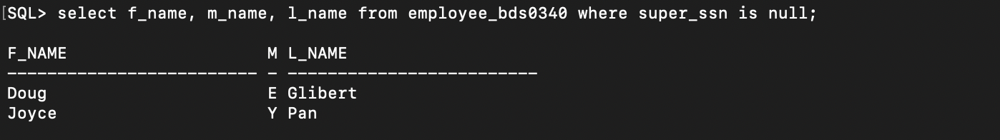 [SQL> select f_name, m_name, l_name from employee_bds0340 where super_ssn is null;
F_NAME                    M L_NAME
------------------------- - -------------------------
Doug                      E Glibert
Joyce                     Y Pan